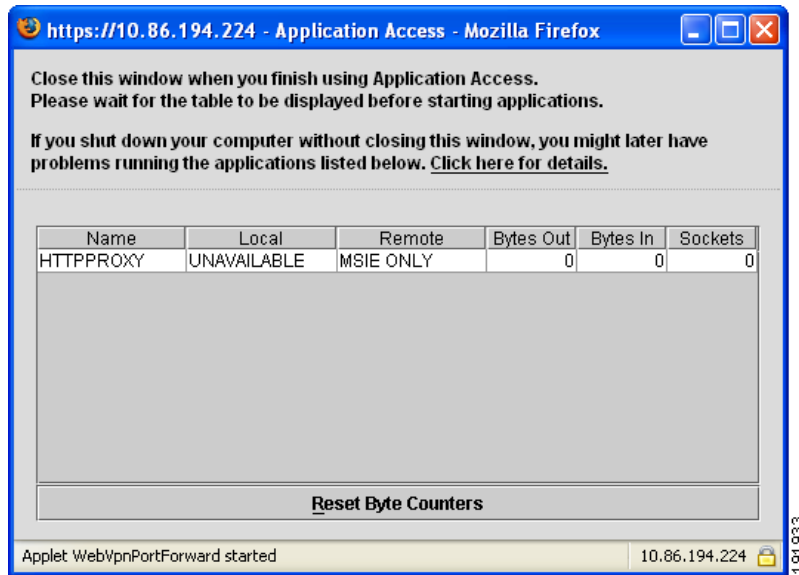 https://10.86.194.224 - Application Access - Mozilla Firefox
Close this window when you finish using Application Access.
Please wait for the table to be displayed before starting applications.
If you shut down your computer without closing this window, you might later have
problems running the applications listed below. Click here for details.
Name Local Remote Bytes Out Bytes In Sockets
HTTPPROXY UNAVAILABLE MSIE ONLY 0 0 0
Reset Byte Counters
Applet WebVpnPortForward started 10.86.194.224
191933